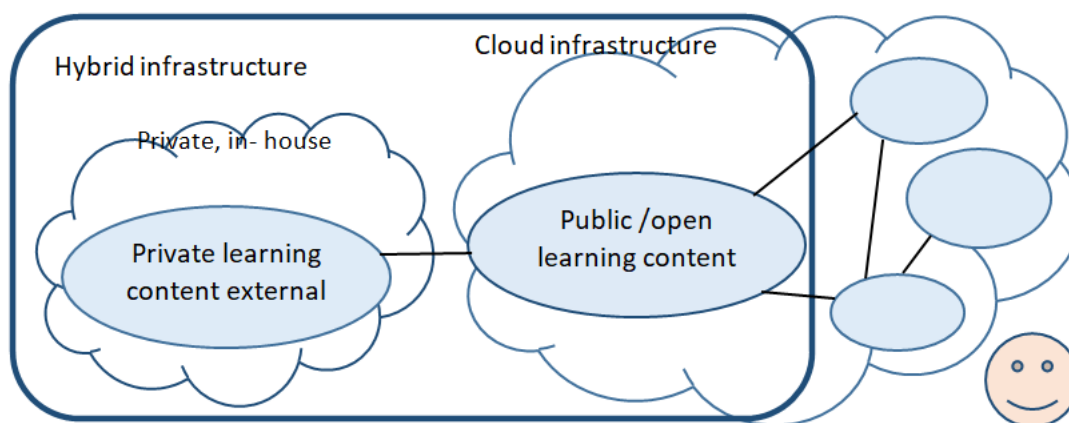 Hybrid infrastructure
Cloud infrastructure
Private, in- house
Private learning
content external
Public /open
learning content